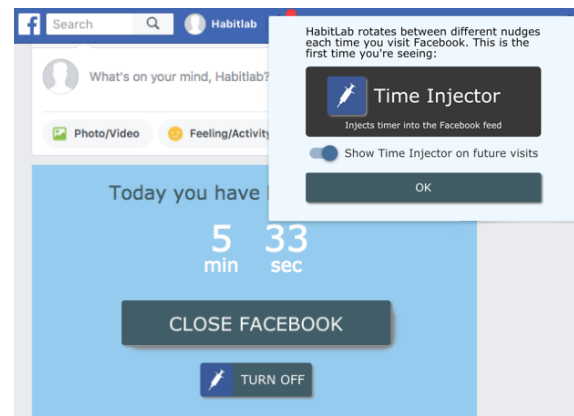 Search
Habitlab
What's on your mind, Habitlab?
Photo/Video
Feeling/Activity
Today you have
5 33
min sec
CLOSE FACEBOOK
TURN OFF
HabitLab rotates between different nudges
each time you visit Facebook. This is the
first time you're seeing:
Time Injector
Injects timer into the Facebook feed
Show Time Injector on future visits
OK